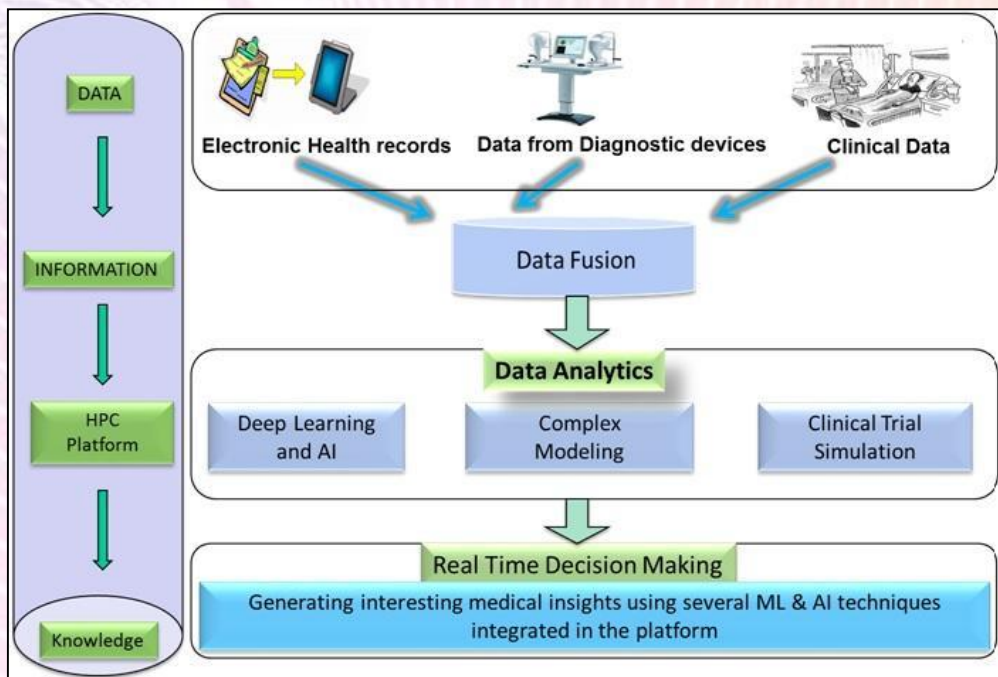 DATA
INFORMATION
HPC
Platform
Knowledge
Electronic Health records
Data from Diagnostic devices
Clinical Data
Data Fusion
Data Analytics
Deep Learning
and AI
Complex
Modeling
Clinical Trial
Simulation
Real Time Decision Making
Generating interesting medical insights using several ML & AI techniques
integrated in the platform